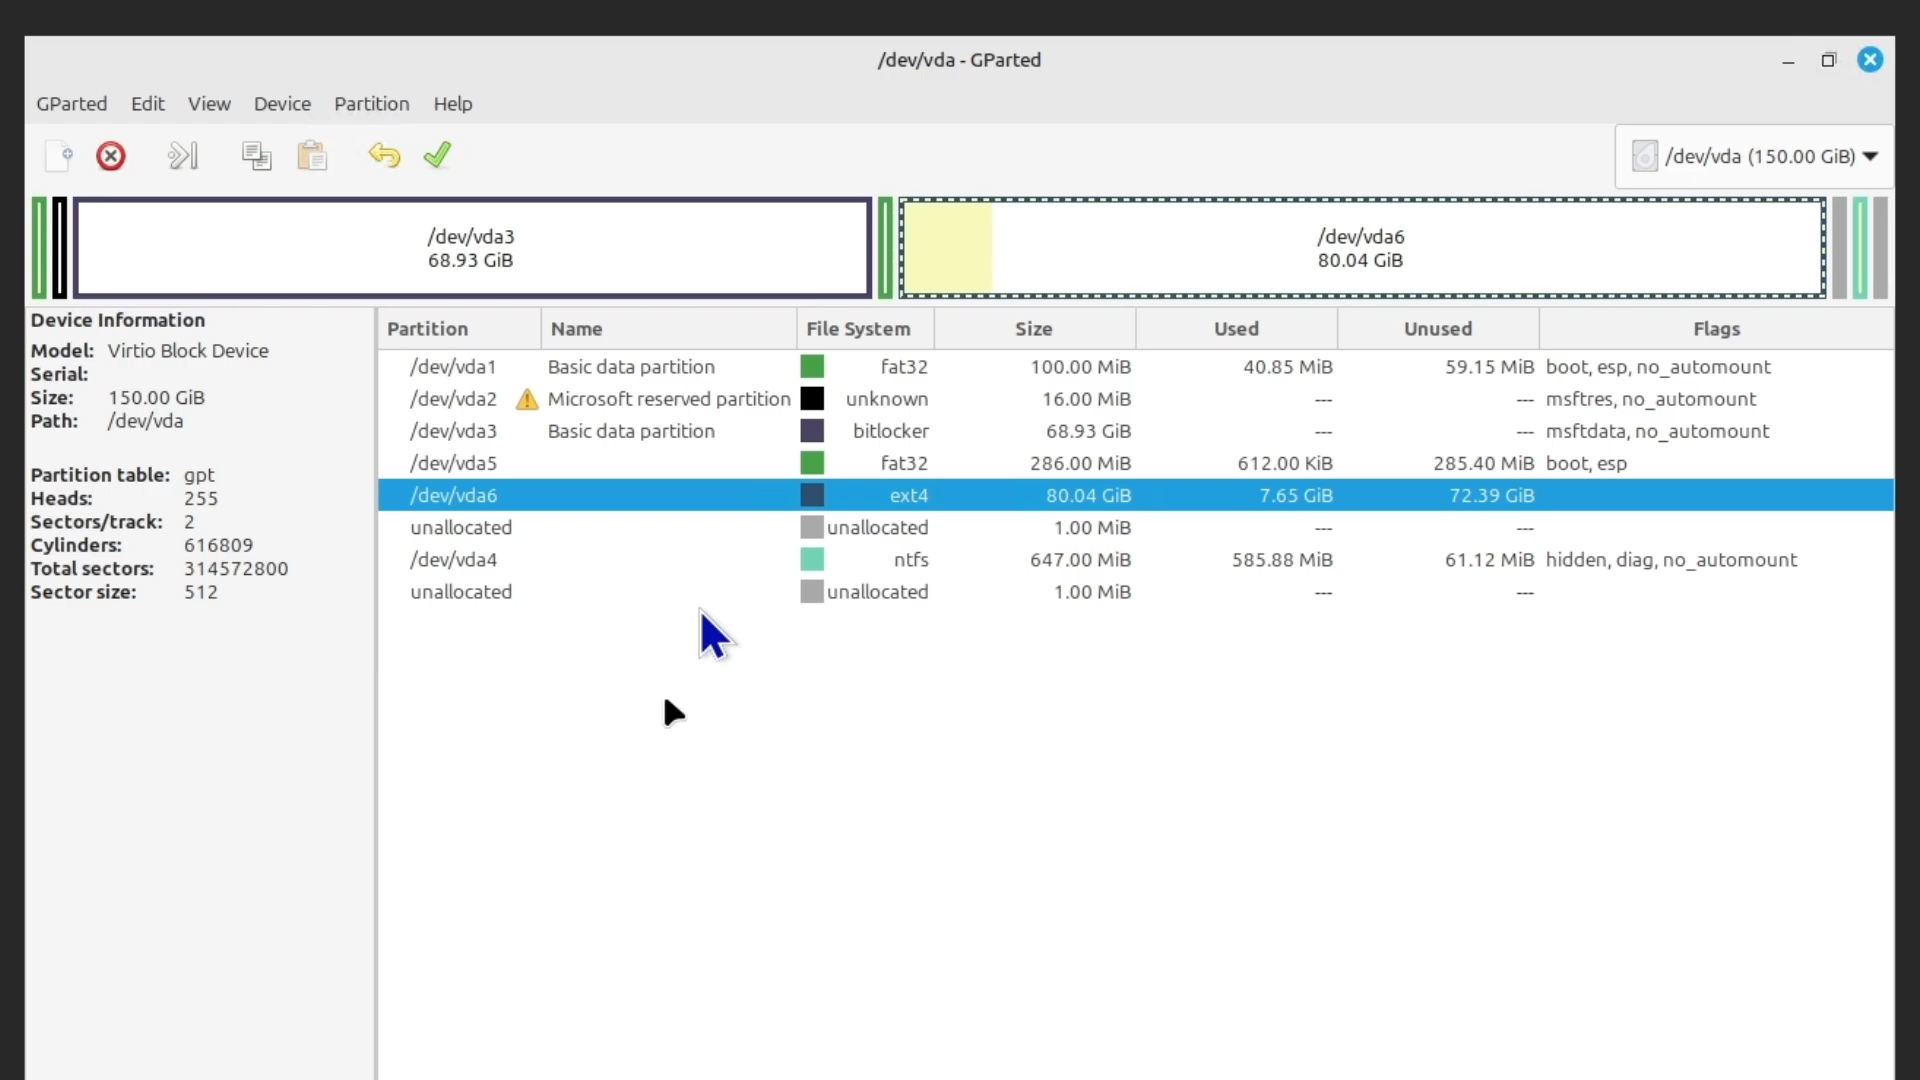 /dev/vda - GParted
GParted Edit View Device Partition Help
/dev/vda (150.00 GiB)
/dev/vda3
68.93 GiB
/dev/vda6
80.04 GiB
Device Information
Model: Virtio Block Device
Serial:
Size: 150.00 GiB
Path: /dev/vda
Partition table: gpt
Heads: 255
Sectors/track: 2
Cylinders: 616809
Total sectors: 314572800
Sector size: 512
Partition Name File System Size Used Unused Flags
/dev/vda1 Basic data partition fat32 100.00 MiB 40.85 MiB 59.15 MiB boot, esp, no_automount
/dev/vda2 Microsoft reserved partition unknown 16.00 MiB --- --- msftres, no_automount
/dev/vda3 Basic data partition bitlocker 68.93 GiB --- --- msftdata, no_automount
/dev/vda5 fat32 286.00 MiB 612.00 KiB 285.40 MiB boot, esp
/dev/vda6 ext4 80.04 GiB 7.65 GiB 72.39 GiB
unallocated unallocated 1.00 MiB --- ---
/dev/vda4 ntfs 647.00 MiB 585.88 MiB 61.12 MiB hidden, diag, no_automount
unallocated unallocated 1.00 MiB --- ---